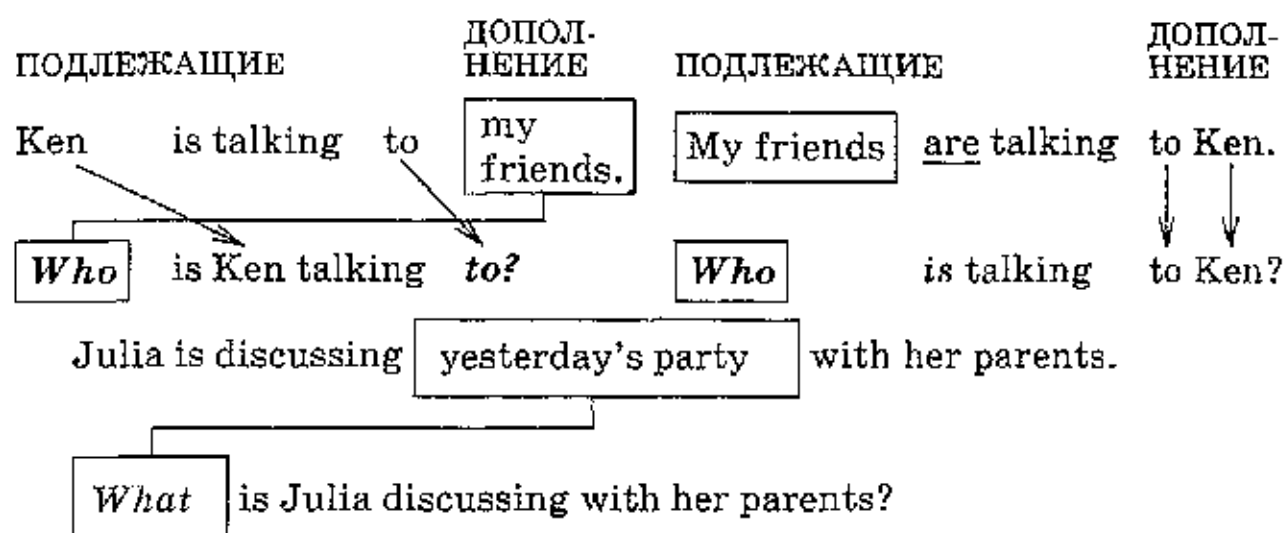 ПОДЛЕЖАЩИЕ ДОПОЛ-
НЕНИЕ ПОДЛЕЖАЩИЕ ДОПОЛ-
НЕНИЕ
Ken is talking to my
friends. My friends are talking to Ken.
Who is Ken talking to? Who is talking to Ken?
Julia is discussing yesterday's party with her parents.
What is Julia discussing with her parents?